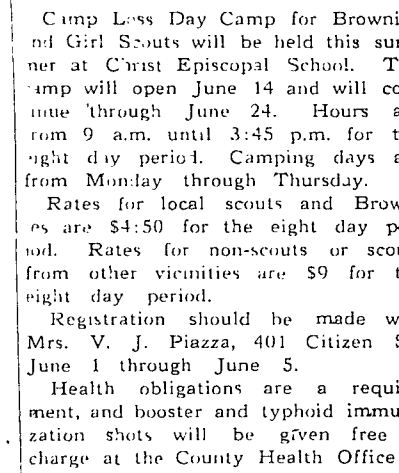 Camp Less Day Camp for Browni
nd Girl Scouts will be held this sum
ner at Christ Episcopal School. T
amp will open June 14 and will co
inue through June 24. Hours a
rom 9 a.m. until 3:45 p.m. for t
ight day period. Camping days a
from Monday through Thursday.
Rates for local scouts and Brow
es are $4:50 for the eight day p
iod. Rates for non-scouts or scou
from other vicinities are $9 for t
eight day period.
Registration should be made w
Mrs. V. J. Piazza, 401 Citizen S
June 1 through June 5.
Health obligations are a requi
ment, and booster and typhoid immu
zation shots will be given free
charge at the County Health Office